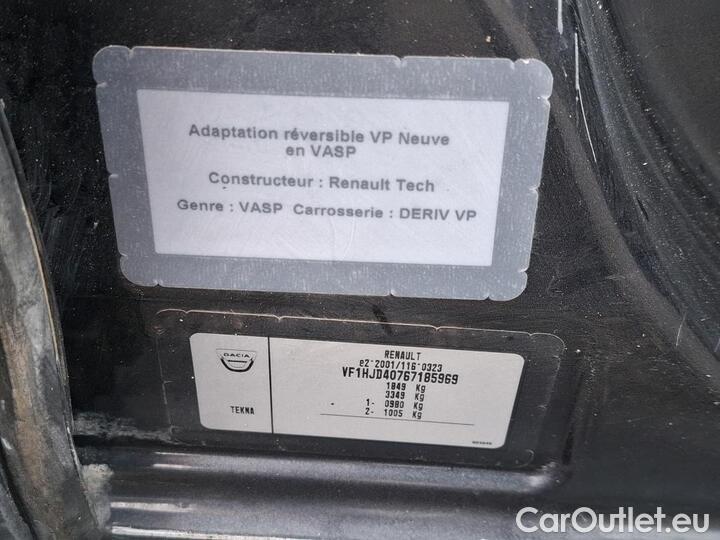 Adaptation réversible VP Neuve
en VASP
Constructeur : Renault Tech
Genre : VASP Carrosserie : DERIV VP
DACIA
TEKNA
RENAULT
e2*2001/116*0323
VF1HJD40767185969
1849 Kg
3349 Kg
1- 0980 Kg
2- 1005 Kg
CarOutlet.eu